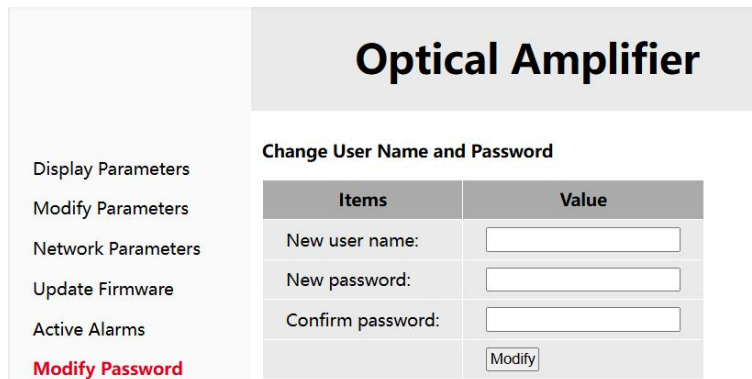 Optical Amplifier
Display Parameters
Modify Parameters
Network Parameters
Update Firmware
Active Alarms
Modify Password
Change User Name and Password
Items Value
New user name:
New password:
Confirm password:
Modify